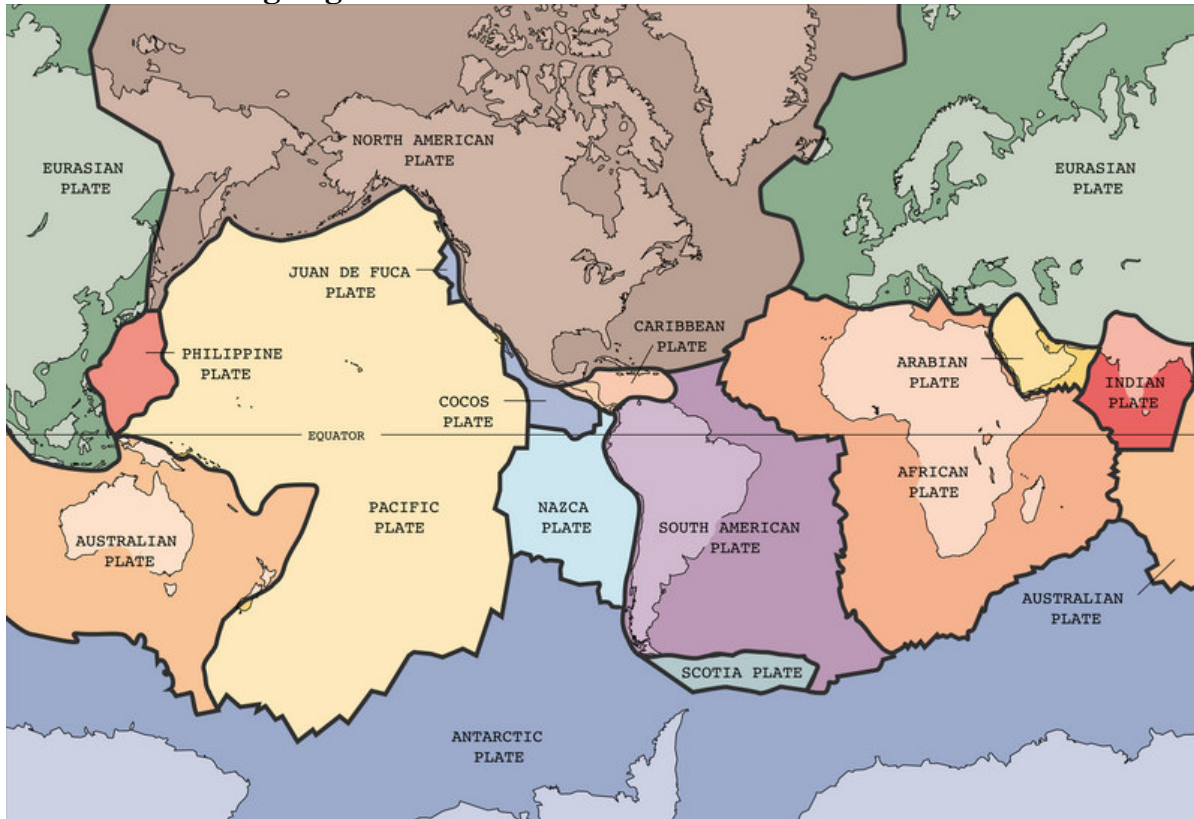 NORTH AMERICAN
PLATE
EURASIAN
PLATE
EURASIAN
PLATE
JUAN DE FUCA
PLATE
PHILIPPINE
PLATE
CARIBBEAN
PLATE
ARABIAN
PLATE
INDIAN
PLATE
COCOS
PLATE
EQUATOR
AFRICAN
PLATE
PACIFIC
PLATE
NAZCA
PLATE
SOUTH AMERICAN
PLATE
AUSTRALIAN
PLATE
AUSTRALIAN
PLATE
SCOTIA PLATE
ANTARCTIC
PLATE